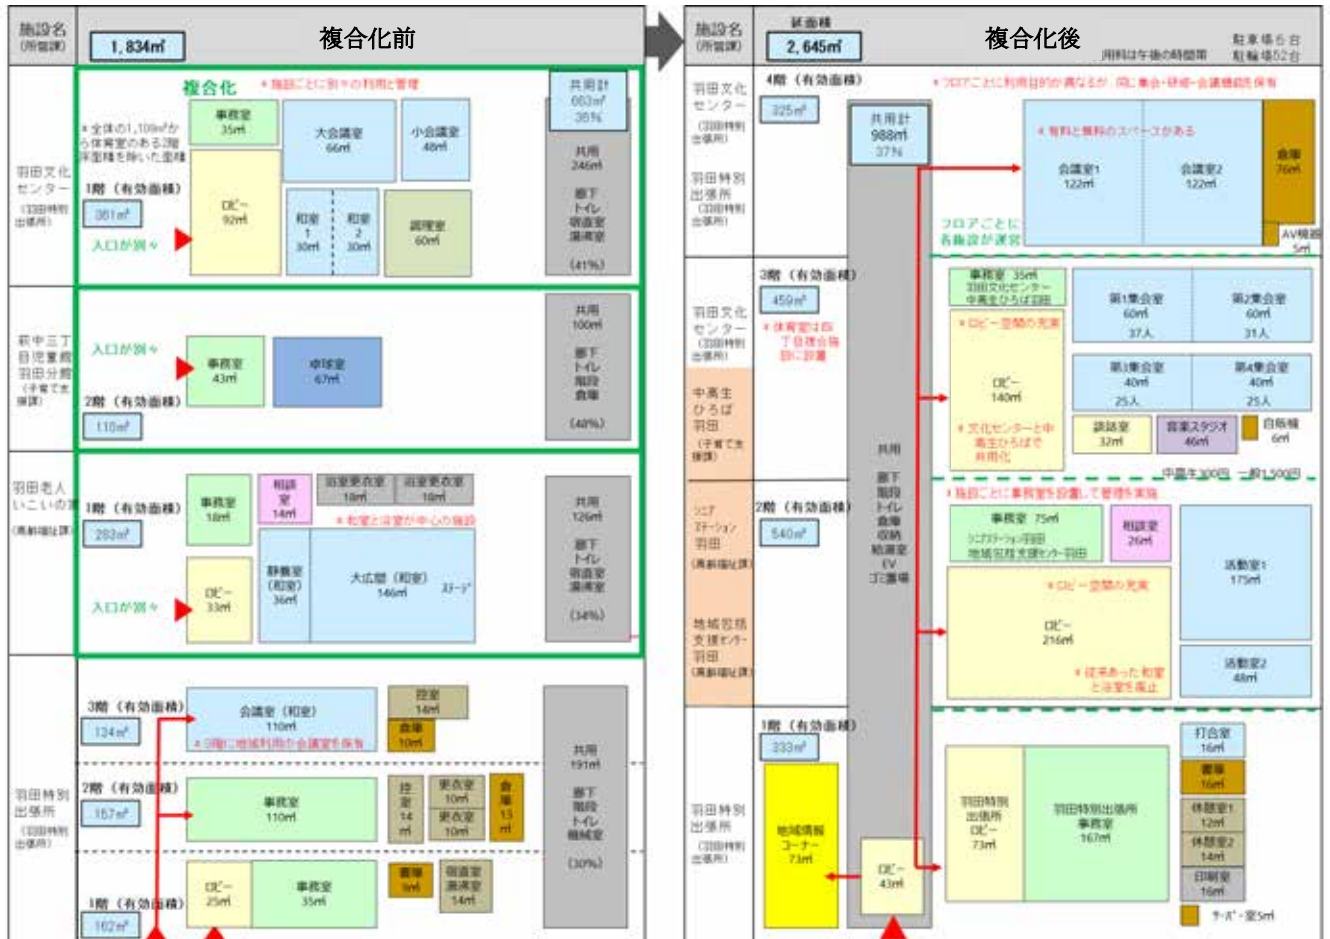 施設名
(所管課)
1,834㎡
複合化前
羽田文化
センター
(羽田特別
出張所)
複合化
*施設ごとに別々の利用と管理
*全体の1,109㎡か
ら体育室のある2階
床面積を除いた面積
1階(有効面積)
361㎡
入口が別々
事務室
35㎡
ロビー
92㎡
大会議室
66㎡
小会議室
48㎡
和室
1
30㎡
和室
2
30㎡
調理室
60㎡
共用計
663㎡
36%
共用
246㎡
廊下
トイレ
宿直室
湯沸室
(41%)
萩中三丁
目児童館
羽田分館
(子育て支
援課)
入口が別々
2階(有効面積)
110㎡
事務室
43㎡
卓球室
67㎡
共用
100㎡
廊下
トイレ
階段
倉庫
(48%)
羽田老人
いこいの家
(高齢福祉課)
1階(有効面積)
283㎡
入口が別々
事務室
18㎡
相談
室
14㎡
浴室更衣室
18㎡
浴室更衣室
18㎡
*和室と浴室が中心の施設
ロビー
33㎡
静養室
(和室)
36㎡
大広間(和室)
146㎡
ステージ
共用
126㎡
廊下
トイレ
宿直室
湯沸室
(34%)
羽田特別
出張所
(羽田特別
出張所)
3階(有効面積)
134㎡
会議室(和室)
110㎡
*3階に地域利用の会議室を保有
控室
14㎡
倉庫
10㎡
2階(有効面積)
157㎡
事務室
110㎡
控
室
14
㎡
更衣室
10㎡
更衣室
10㎡
倉
庫
13
㎡
1階(有効面積)
162㎡
ロビー
25㎡
事務室
35㎡
書庫
宿直室
湯沸室
14㎡
共用
191㎡
廊下
階段
トイレ
機械室
(30%)
施設名
(所管課)
延面積
2,645㎡
複合化後
用料は午後の時間帯
駐車場6台
駐輪場52台
羽田文化
センター
(羽田特別
出張所)
羽田特別
出張所
(羽田特別
出張所)
4階(有効面積)
325㎡
*フロアごとに利用目的が異なるが、同じ集会・研修・会議機能を保有
共用計
988㎡
37%
*有料と無料のスペースがある
会議室1
122㎡
会議室2
122㎡
倉庫
76㎡
AV機器
5㎡
フロアごとに
各施設が運営
羽田文化
センター
(羽田特別
出張所)
中高生
ひろば
羽田
(子育て支
援課)
3階(有効面積)
459㎡
*体育室は四
丁目複合施
設に設置
事務室 35㎡
羽田文化センター
中高生ひろば羽田
*ロビー空間の充実
ロビー
140㎡
*文化センターと中
高生ひろばで
共用化
第1集会室
60㎡
37人
第2集会室
60㎡
31人
第3集会室
40㎡
25人
第4集会室
40㎡
25人
談話室
32㎡
音楽スタジオ
46㎡
自販機
6㎡
中高生300円 一般1,500円
共用
廊下
階段
トイレ
倉庫
収納
給湯室
EV
ゴミ置場
シニア
ステーション
羽田
(高齢福祉課)
地域包括
支援センター
羽田
(高齢福祉課)
2階(有効面積)
540㎡
*施設ごとに事務室を設置して管理を実施
事務室 75㎡
シニアステーション羽田
地域包括支援センター羽田
相談室
26㎡
*ロビー空間の充実
ロビー
216㎡
*従来あった和室
と浴室を廃止
活動室1
175㎡
活動室2
48㎡
羽田特別
出張所
(羽田特別
出張所)
1階(有効面積)
333㎡
地域情報
コーナー
73㎡
ロビー
43㎡
羽田特別
出張所
ロビー
73㎡
羽田特別出張所
事務室
167㎡
打合室
16㎡
書庫
16㎡
休憩室1
12㎡
休憩室2
14㎡
印刷室
16㎡
サーバー室5㎡